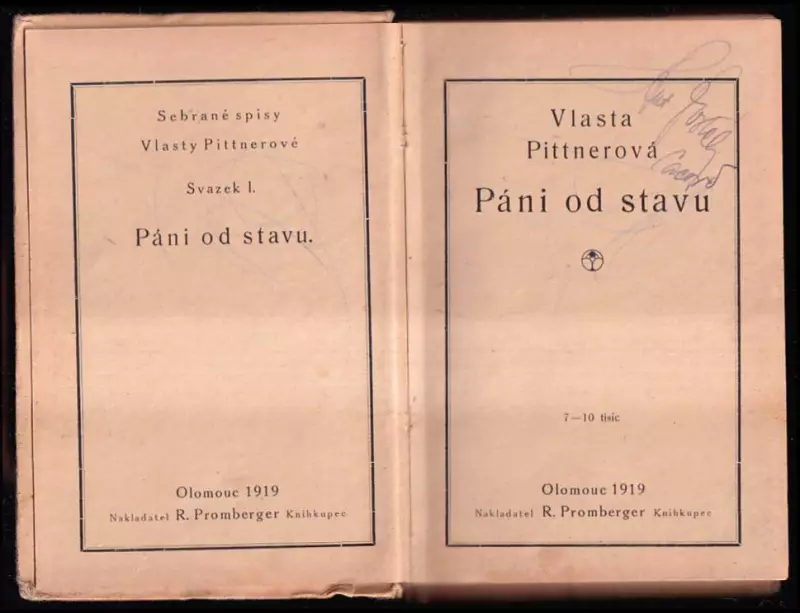 Sebrané spisy
Vlasty Pittnerové
Svazek I.
Páni od stavu.
Olomouc 1919
Nakladatel R. Promberger Knihkupec
Vlasta
Pittnerová
Páni od stavu
7—10 tisíc
Olomouc 1919
Nakladatel R. Promberger Knihkupec